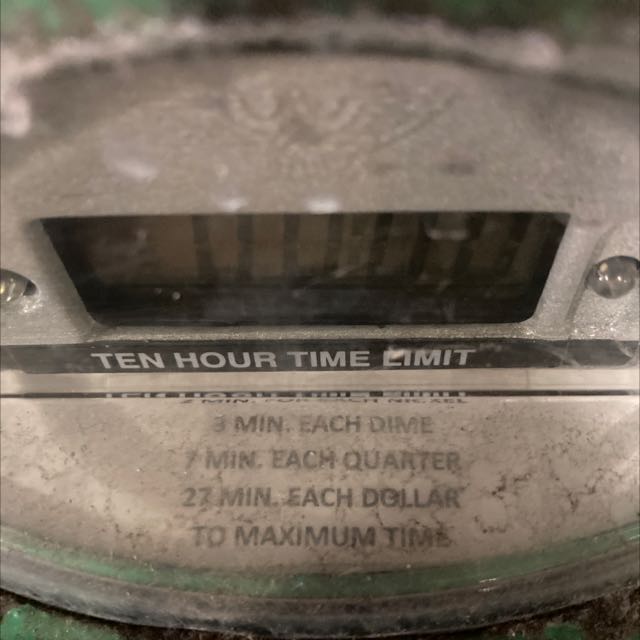 TEN HOUR TIME LIMIT
3 MIN. EACH DIME
7 MIN. EACH QUARTER
27 MIN. EACH DOLLAR
TO MAXIMUM TIME